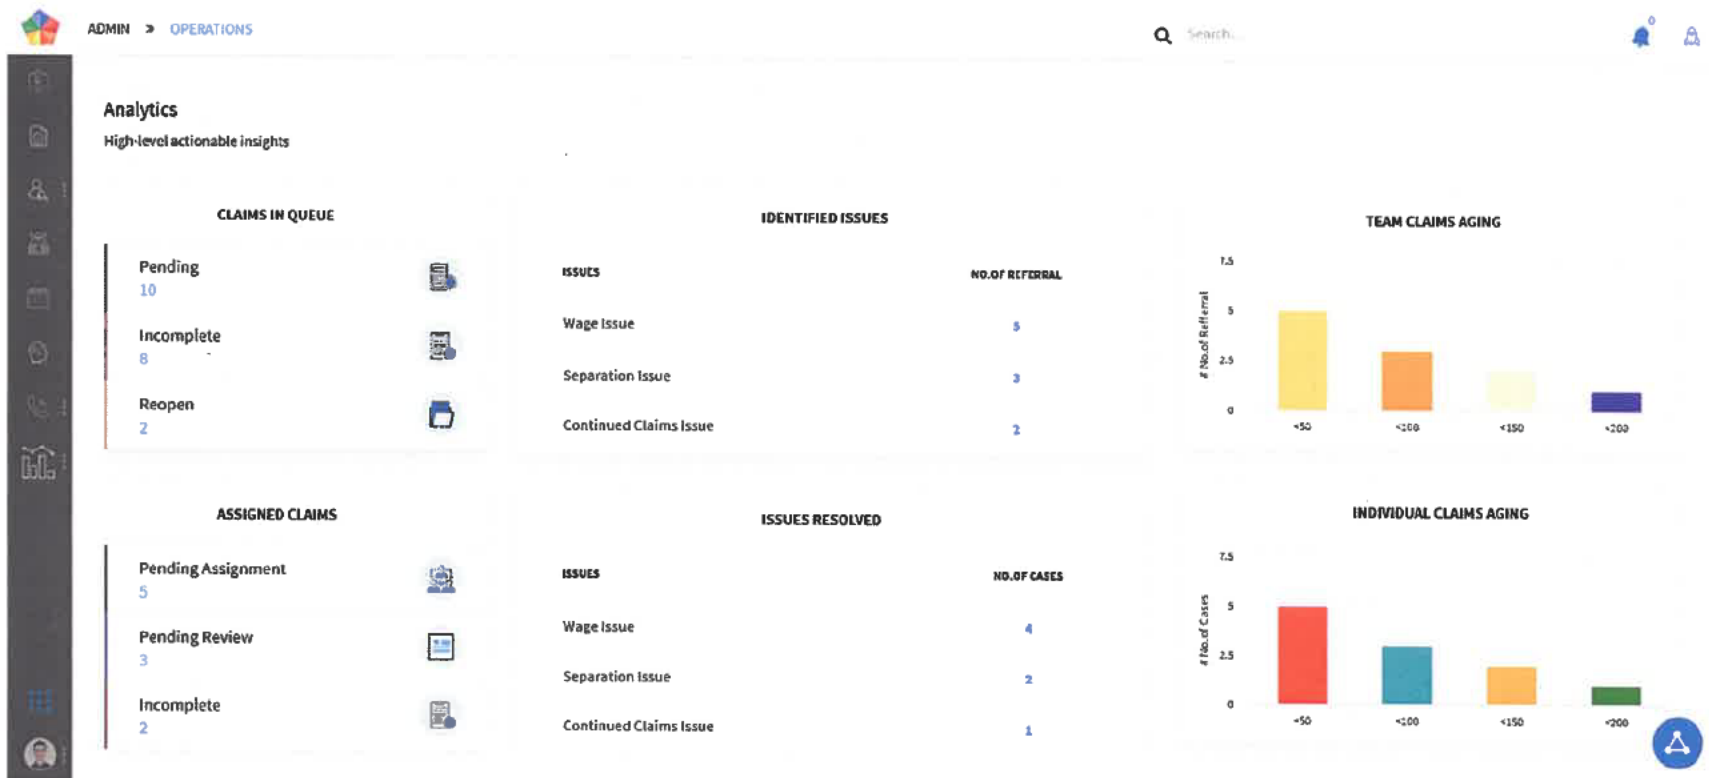 ADMIN » OPERATIONS
Search...
0
Analytics
High-level actionable insights
CLAIMS IN QUEUE
Pending
10
Incomplete
8
Reopen
2
IDENTIFIED ISSUES
ISSUES NO.OF REFERRAL
Wage Issue 5
Separation Issue 3
Continued Claims Issue 2
TEAM CLAIMS AGING
# No.of Refferral
7.5
5
2.5
0
<50 <100 <150 <200
ASSIGNED CLAIMS
Pending Assignment
5
Pending Review
3
Incomplete
2
ISSUES RESOLVED
ISSUES NO.OF CASES
Wage Issue 4
Separation Issue 2
Continued Claims Issue 1
INDIVIDUAL CLAIMS AGING
# No.of Cases
7.5
5
2.5
0
<50 <100 <150 <200